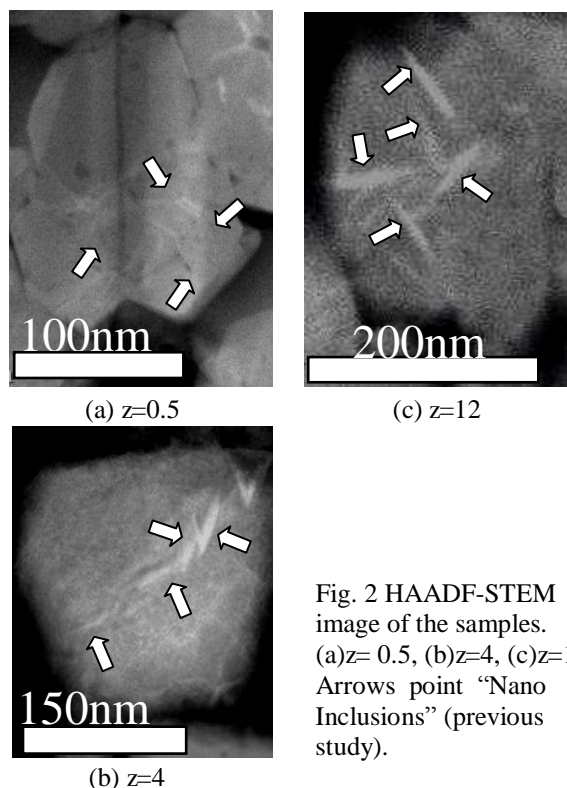 100nm
(a) z=0.5
200nm
(c) z=12
150nm
(b) z=4
Fig. 2 HAADF-STEM
image of the samples.
(a)z= 0.5, (b)z=4, (c)z=1
Arrows point “Nano
Inclusions” (previous
study).